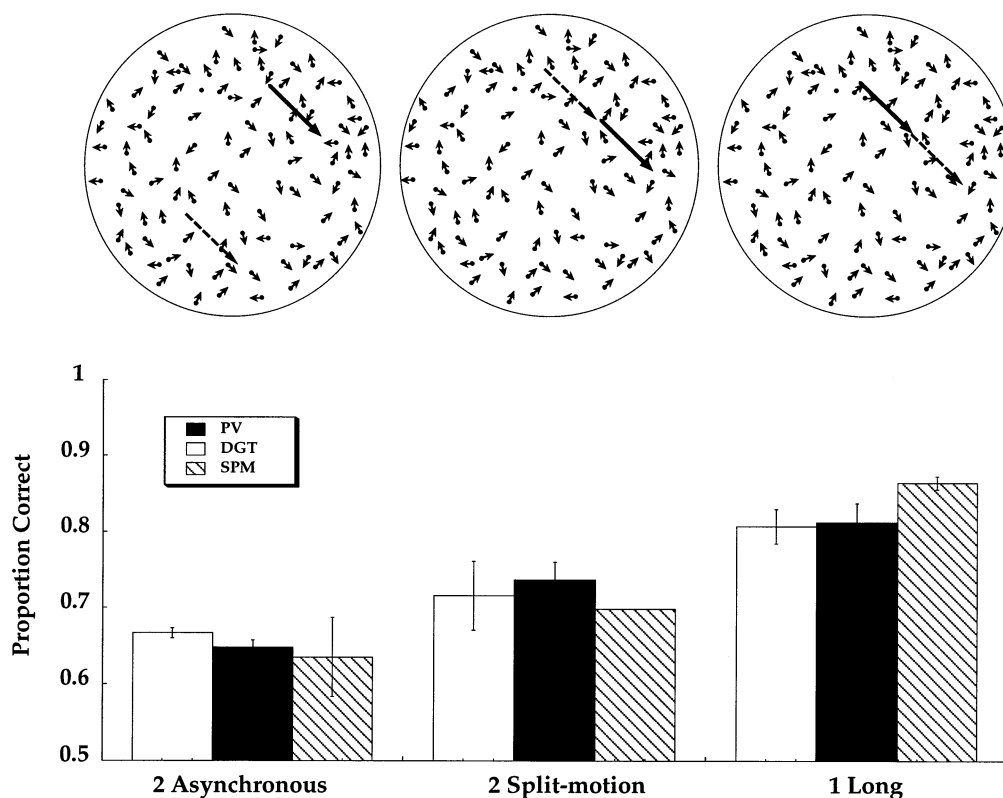 1
0.9
0.8
0.7
0.6
0.5
Proportion Correct
PV
DGT
SPM
2 Asynchronous
2 Split-motion
1 Long